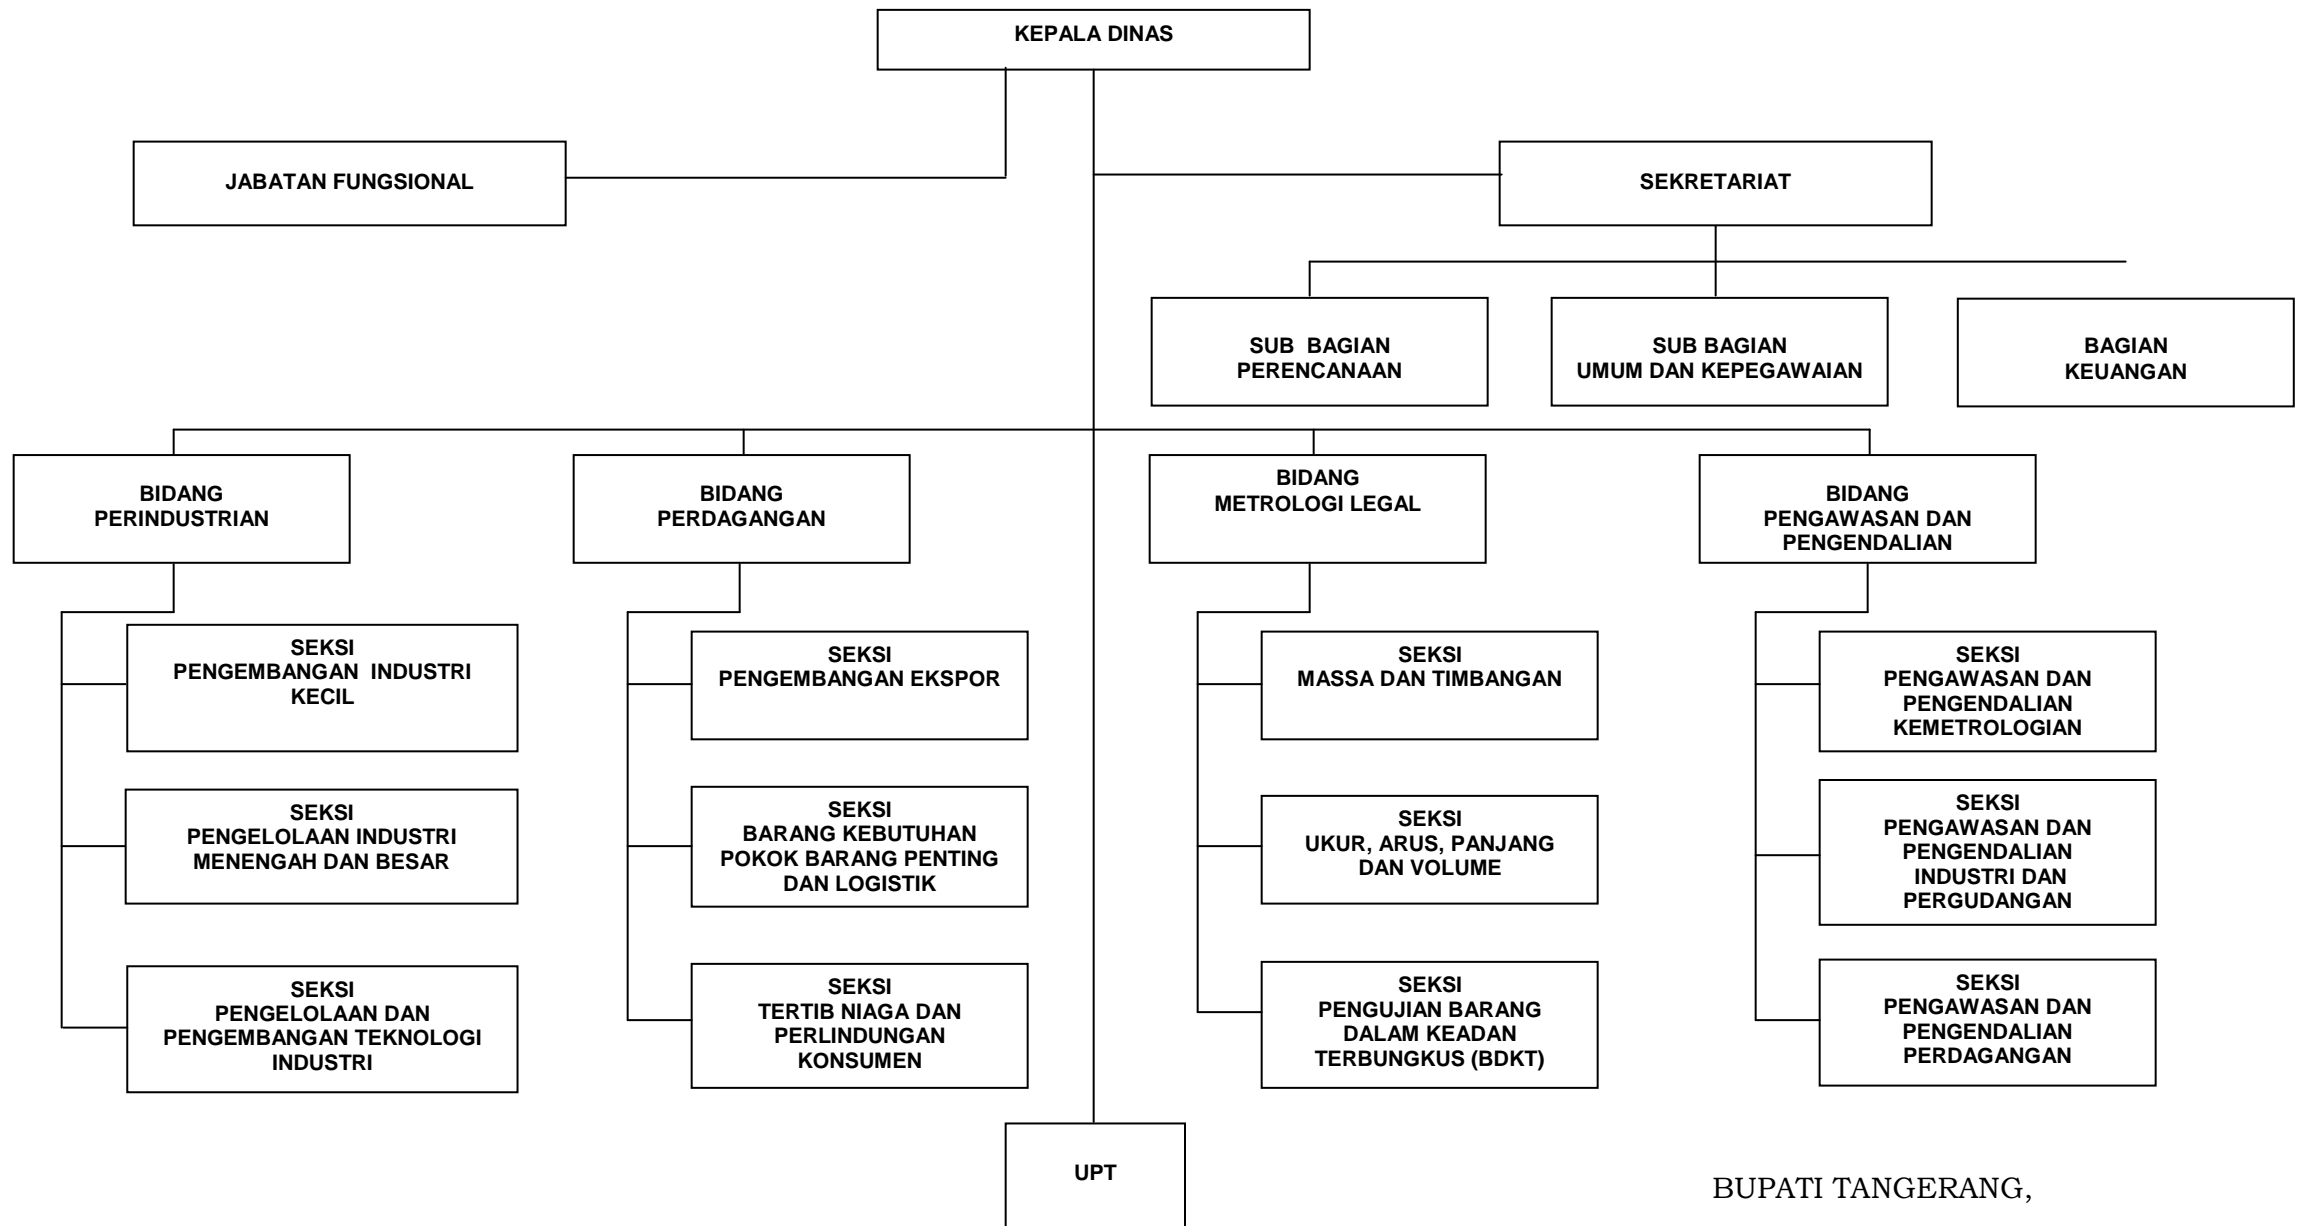 KEPALA DINAS
JABATAN FUNGSIONAL
SEKRETARIAT
SUB BAGIAN
PERENCANAAN
SUB BAGIAN
UMUM DAN KEPEGAWAIAN
BAGIAN
KEUANGAN
BIDANG
PERINDUSTRIAN
BIDANG
PERDAGANGAN
BIDANG
METROLOGI LEGAL
BIDANG
PENGAWASAN DAN
PENGENDALIAN
SEKSI
PENGEMBANGAN INDUSTRI
KECIL
SEKSI
PENGELOLAAN INDUSTRI
MENENGAH DAN BESAR
SEKSI
PENGELOLAAN DAN
PENGEMBANGAN TEKNOLOGI
INDUSTRI
SEKSI
PENGEMBANGAN EKSPOR
SEKSI
BARANG KEBUTUHAN
POKOK BARANG PENTING
DAN LOGISTIK
SEKSI
TERTIB NIAGA DAN
PERLINDUNGAN
KONSUMEN
SEKSI
MASSA DAN TIMBANGAN
SEKSI
UKUR, ARUS, PANJANG
DAN VOLUME
SEKSI
PENGUJIAN BARANG
DALAM KEADAN
TERBUNGKUS (BDKT)
SEKSI
PENGAWASAN DAN
PENGENDALIAN
KEMETROLOGIAN
SEKSI
PENGAWASAN DAN
PENGENDALIAN
INDUSTRI DAN
PERGUDANGAN
SEKSI
PENGAWASAN DAN
PENGENDALIAN
PERDAGANGAN
UPT
BUPATI TANGERANG,